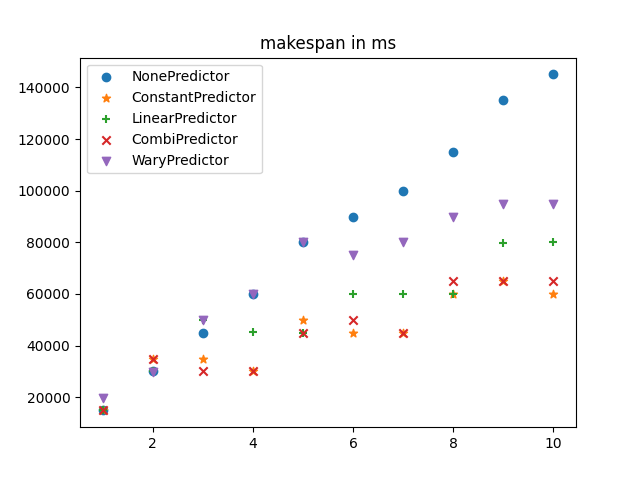 makespan in ms
140000
120000
100000
80000
60000
40000
20000
NonePredictor
ConstantPredictor
LinearPredictor
CombiPredictor
WaryPredictor
2 4 6 8 10